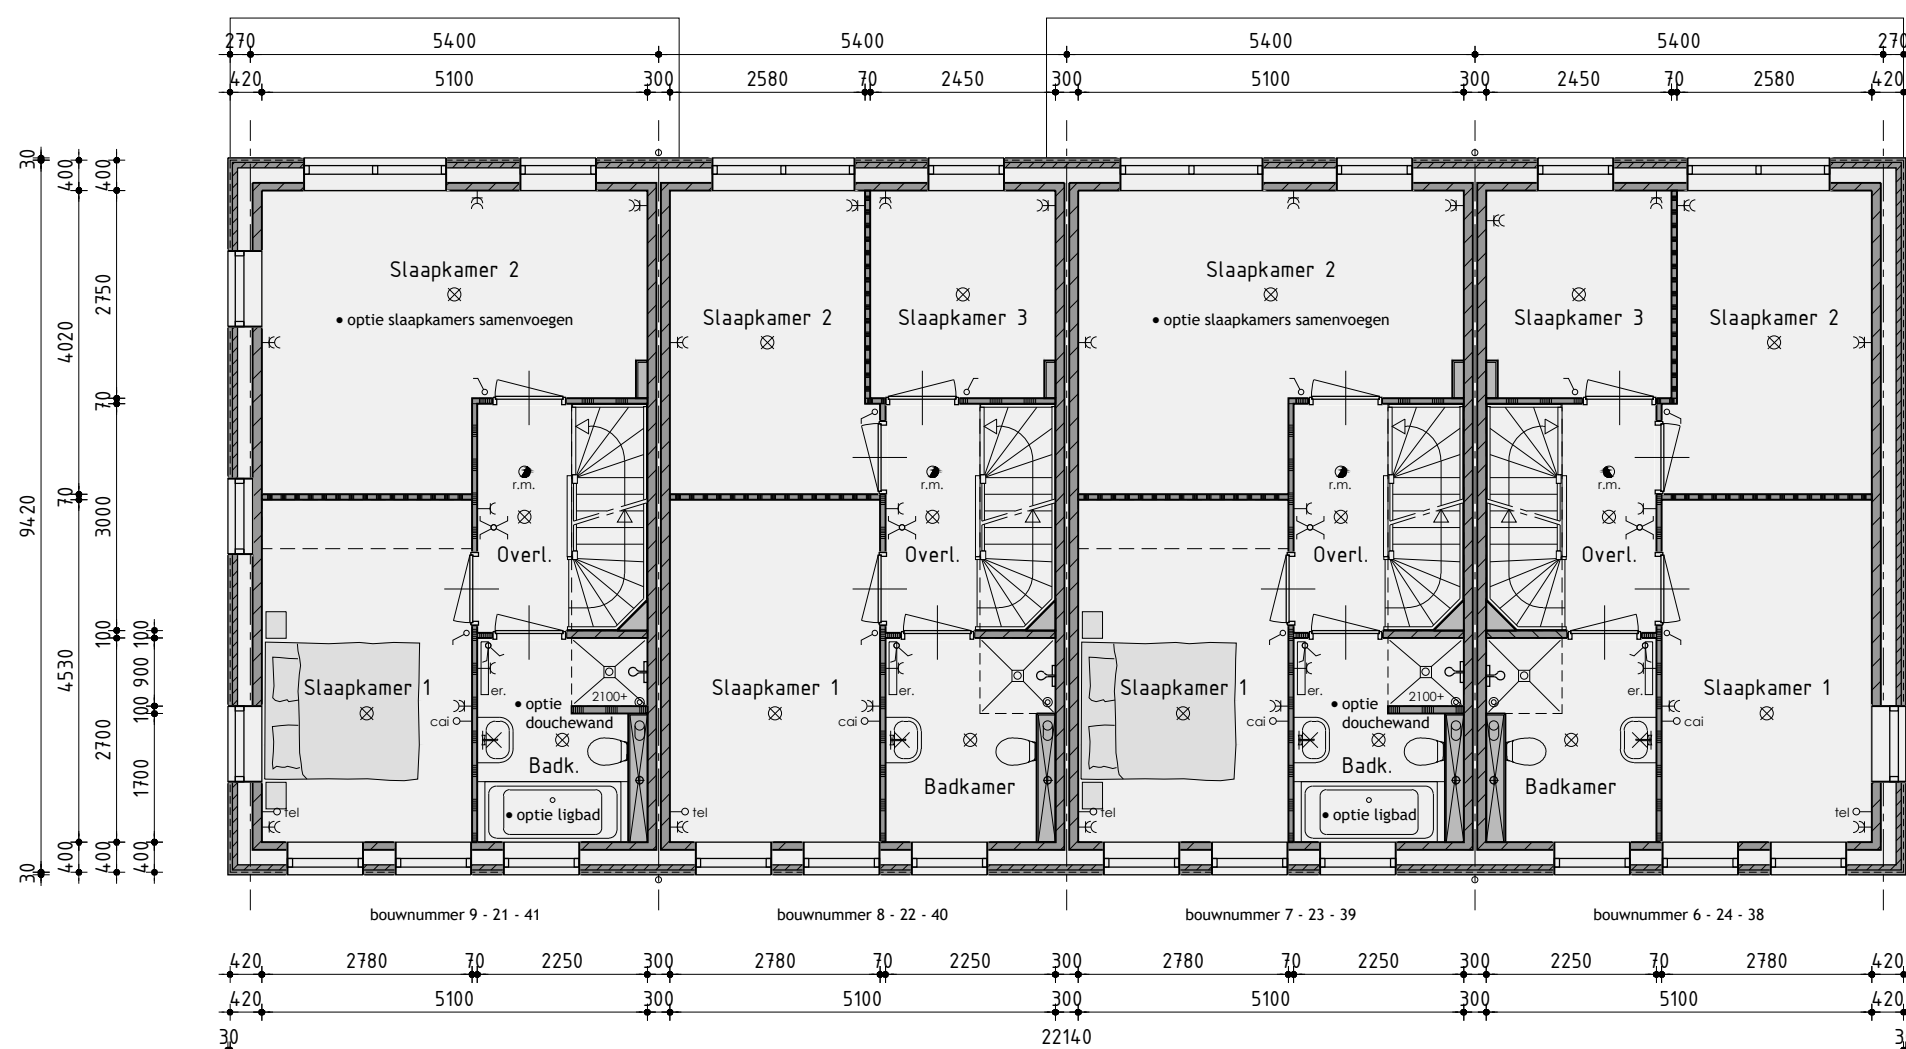 270 5400 5400 5400 5400 270
420 5100 300 2580 70 2450 300 5100 300 2450 70 2580 420
30 400 400
2750
4020
Slaapkamer 2 Slaapkamer 2
• optie slaapkamers samenvoegen Slaapkamer 2 Slaapkamer 3 • optie slaapkamers samenvoegen Slaapkamer 3 Slaapkamer 2
70
r.m. r.m. r.m. r.m.
9420 70 3000
Overl. Overl. Overl. Overl.
100 100
4530 900
er. er. er. er.
Slaapkamer 1 2100+ Slaapkamer 1 Slaapkamer 1 2100+ Slaapkamer 1
100
• optie
douchewand
• optie
douchewand
cai cai cai
2700
1700
Badk. Badkamer Badk. Badkamer
tel • optie ligbad tel tel • optie ligbad tel
30 400 400 400
bouwnummer 9 - 21 - 41 bouwnummer 8 - 22 - 40 bouwnummer 7 - 23 - 39 bouwnummer 6 - 24 - 38
420 2780 70 2250 300 2780 70 2250 300 2780 70 2250 300 2250 70 2780 420
420 5100 300 5100 300 5100 300 5100 420
30 22140 3